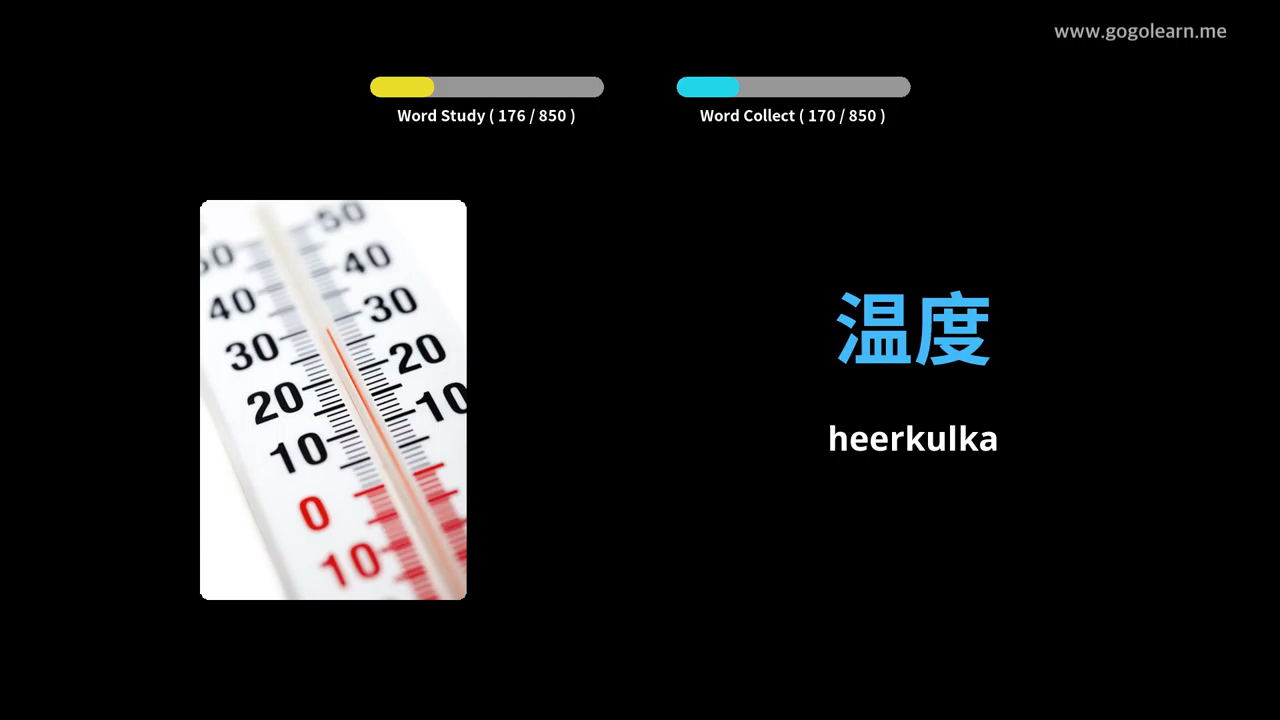 www.gogolearn.me
Word Study ( 176 / 850 )
Word Collect ( 170 / 850 )
50
40
40
30
30
20
20
10
10
0
10
温度
heerkulka